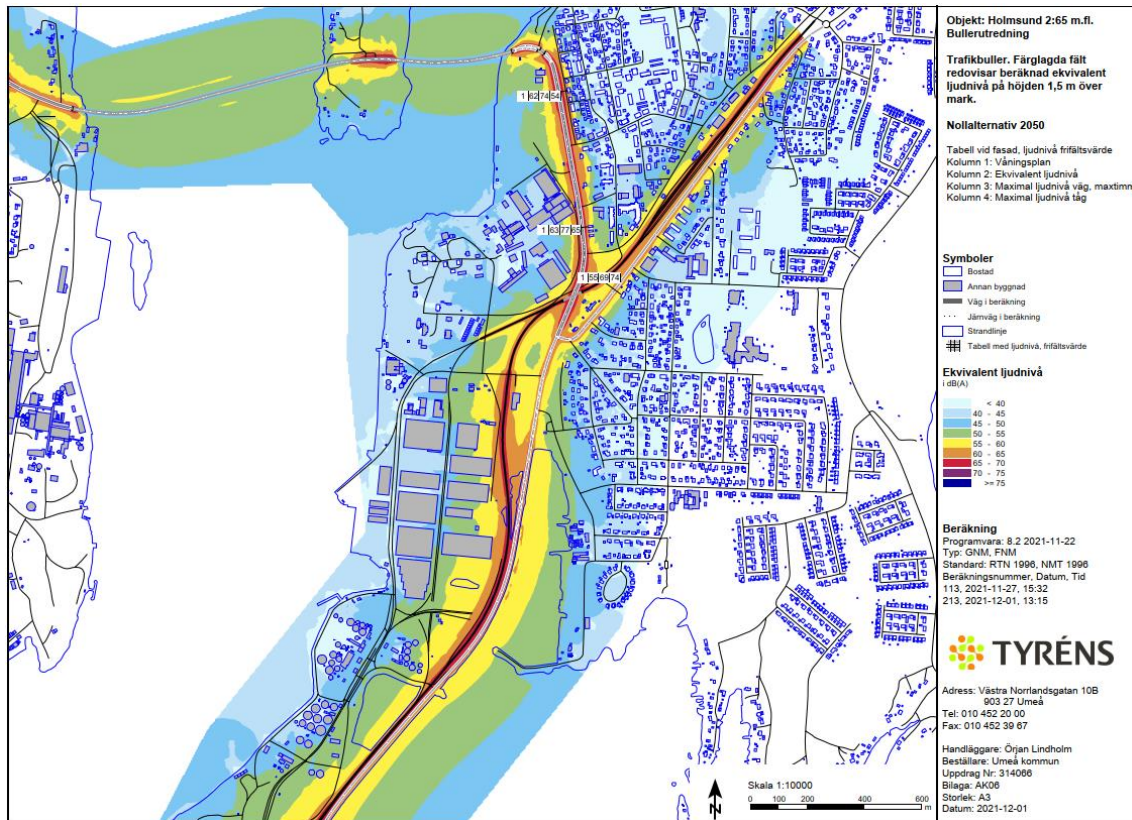 Objekt: Holmsund 2:65 m.fl.
Bullerutredning
Trafikbuller. Färglagda fält
redovisar beräknad ekvivalent
ljudnivå på höjden 1,5 m över
mark.
Nollalternativ 2050
Tabell vid fasad, ljudnivå frifältsvärde
Kolumn 1: Våningsplan
Kolumn 2: Ekvivalent ljudnivå
Kolumn 3: Maximal ljudnivå väg, maxtimm
Kolumn 4: Maximal ljudnivå tåg
1 62 74 54
1 63 77 65
1 55 69 74
Symboler
Bostad
Annan byggnad
Väg i beräkning
Järnväg i beräkning
Strandlinje
Tabell med ljudnivå, frifältsvärde
Ekvivalent ljudnivå
i dB(A)
< 40
40 - 45
45 - 50
50 - 55
55 - 60
60 - 65
65 - 70
70 - 75
>= 75
Beräkning
Programvara: 8.2 2021-11-22
Typ: GNM, FNM
Standard: RTN 1996, NMT 1996
Beräkningsnummer, Datum, Tid
113, 2021-11-27, 15:32
213, 2021-12-01, 13:15
TYRÉNS
Adress: Västra Norrlandsgatan 10B
903 27 Umeå
Tel: 010 452 20 00
Fax: 010 452 39 67
Handläggare: Örjan Lindholm
Beställare: Umeå kommun
Uppdrag Nr: 314066
Bilaga: AK06
Storlek: A3
Datum: 2021-12-01
N
Skala 1:10000
0 100 200 400 600
m